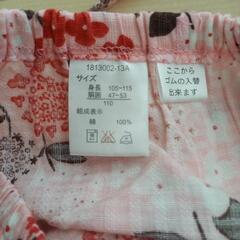 1813002-13A
サイズ
身長 105~115
胴囲 47~53
110
組成表示
綿 100%
ここから
ゴムの入替
出来ます